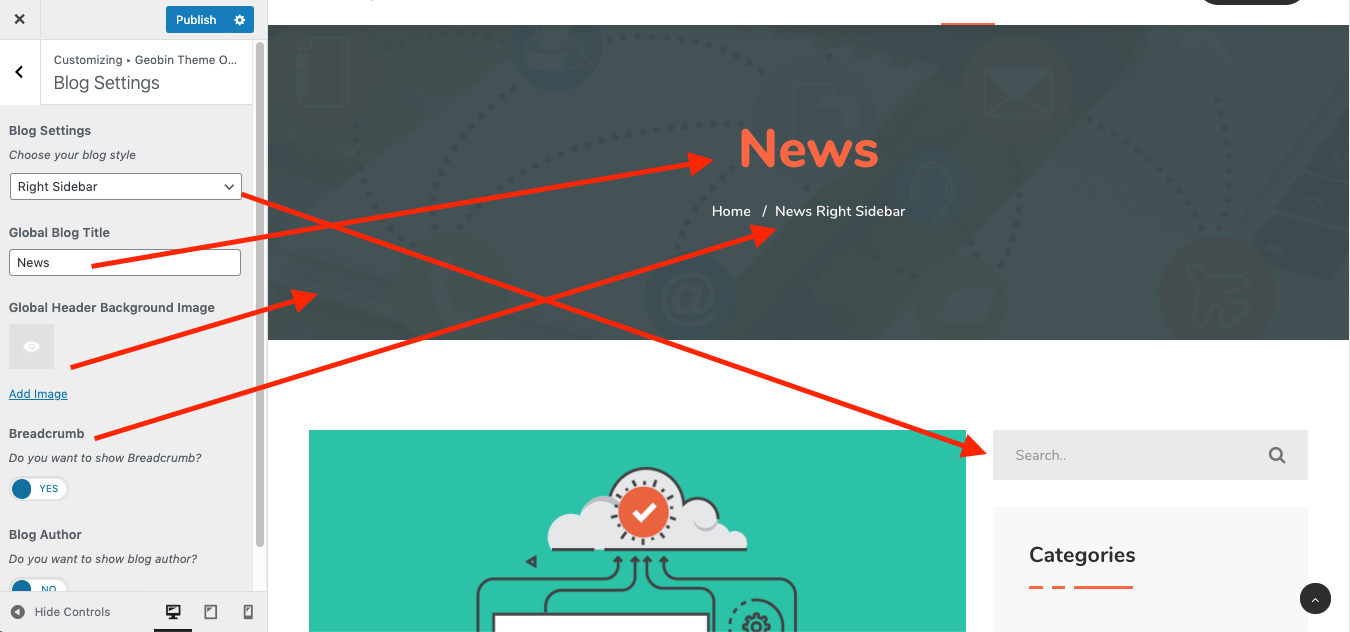 Publish
Customizing ▸ Geobin Theme O...
Blog Settings
Blog Settings
Choose your blog style
Right Sidebar
Global Blog Title
News
Global Header Background Image
Add Image
Breadcrumb
Do you want to show Breadcrumb?
YES
Blog Author
Do you want to show blog author?
NO
Hide Controls
News
Home / News Right Sidebar
@
Search..
Categories